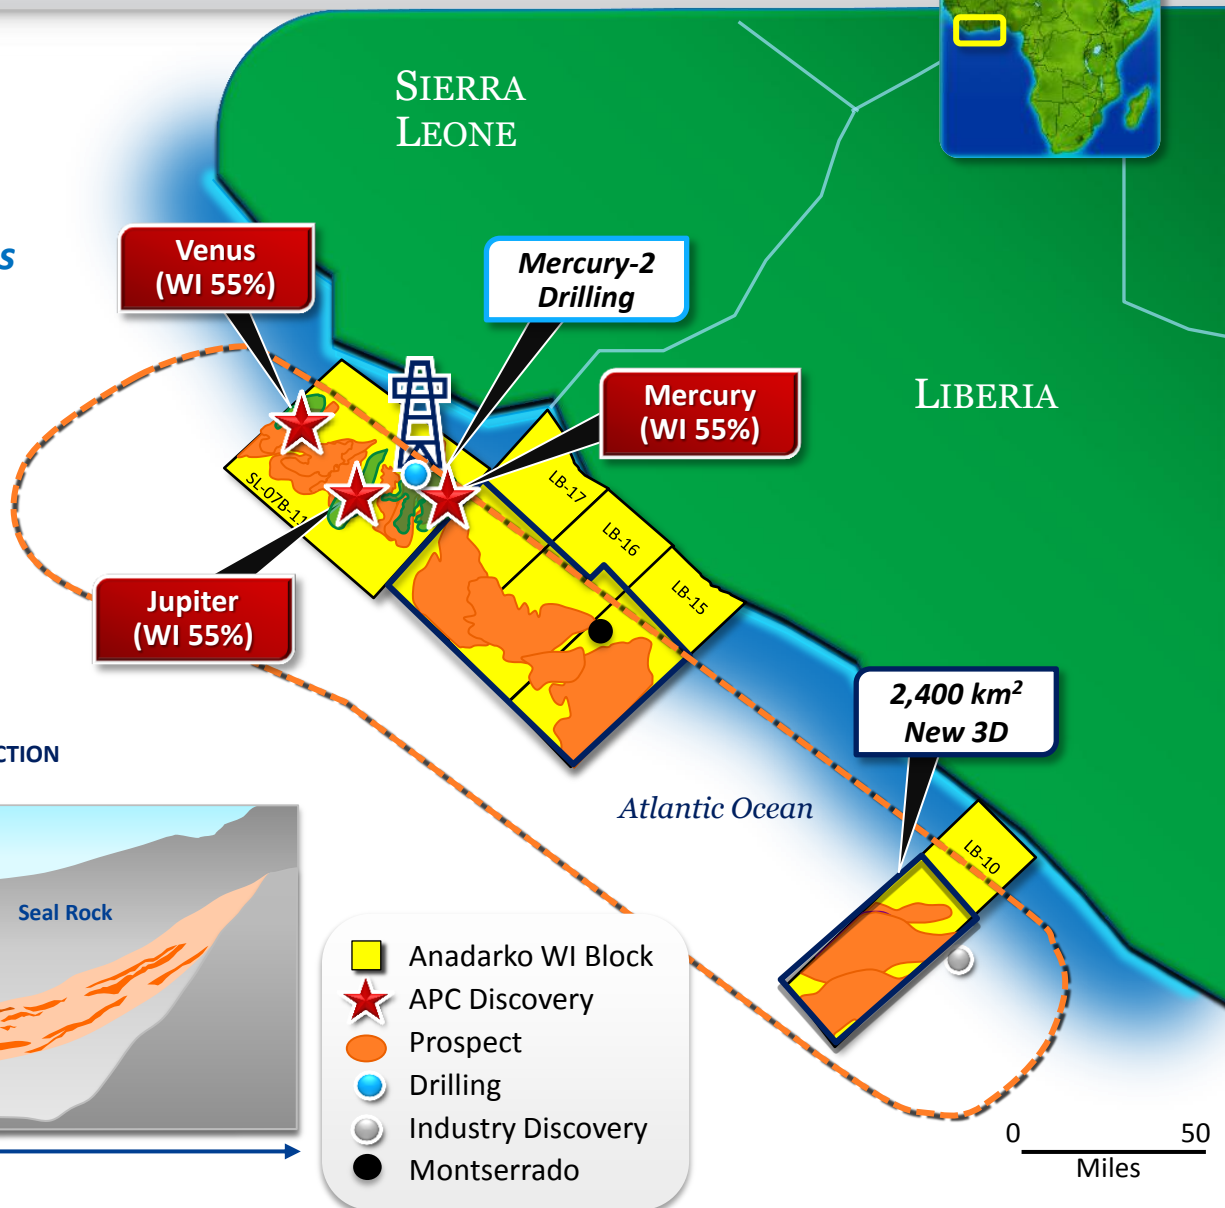 SIERRA
LEONE
s
Venus
(WI 55%)
Mercury-2
Drilling
Mercury
(WI 55%)
LIBERIA
LB-17
SL-07B-11
LB-16
LB-15
Jupiter
(WI 55%)
2,400 km²
New 3D
CTION
Atlantic Ocean
LB-10
Seal Rock
Anadarko WI Block
APC Discovery
Prospect
Drilling
Industry Discovery
Montserrado
0 50
Miles